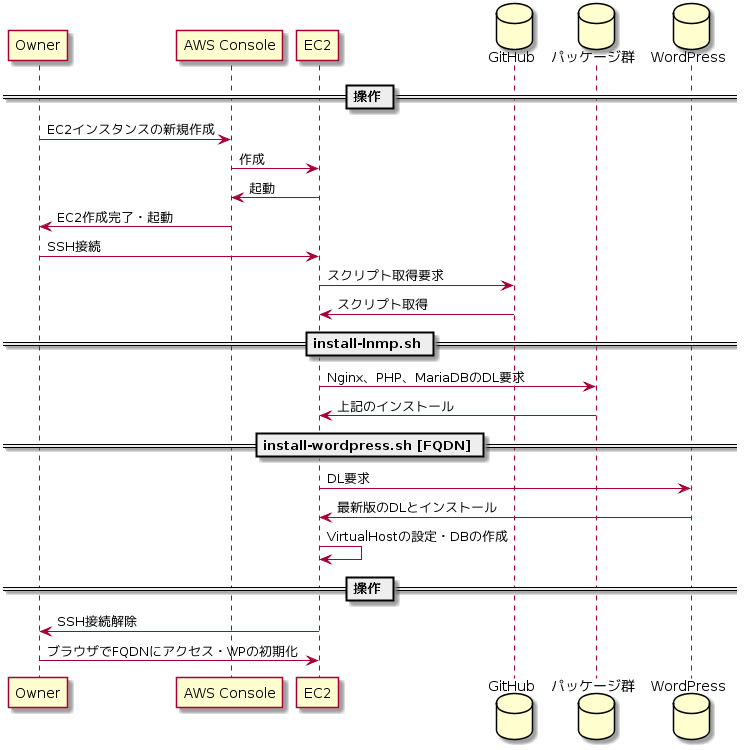 Owner
AWS Console
EC2
GitHub
パッケージ群
WordPress
操作
EC2インスタンスの新規作成
作成
起動
EC2作成完了・起動
SSH接続
スクリプト取得要求
スクリプト取得
install-lnmp.sh
Nginx、PHP、MariaDBのDL要求
上記のインストール
install-wordpress.sh [FQDN]
DL要求
最新版のDLとインストール
VirtualHostの設定・DBの作成
操作
SSH接続解除
ブラウザでFQDNにアクセス・WPの初期化
Owner
AWS Console
EC2
GitHub
パッケージ群
WordPress